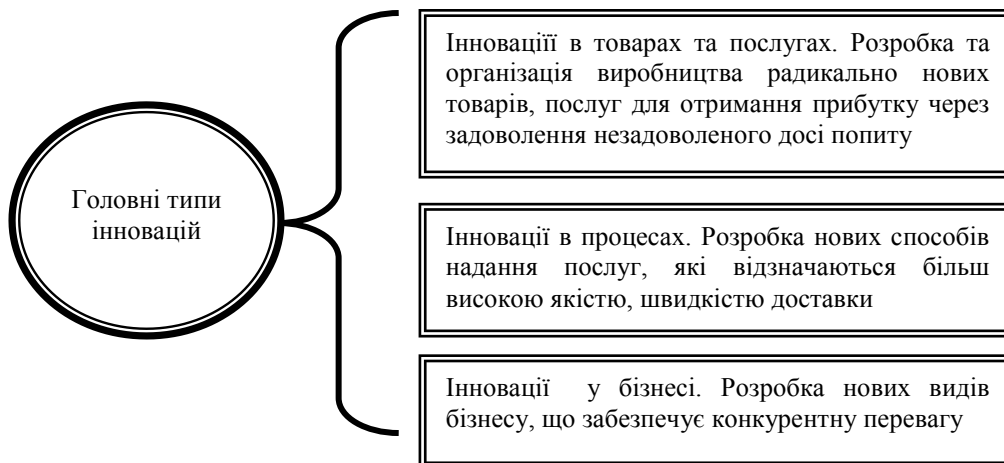 Головні типи
інновацій
Інноваціїї в товарах та послугах. Розробка та
організація виробництва радикально нових
товарів, послуг для отримання прибутку через
задоволення незадоволеного досі попиту
Інновації в процесах. Розробка нових способів
надання послуг, які відзначаються більш
високою якістю, швидкістю доставки
Інновації у бізнесі. Розробка нових видів
бізнесу, що забезпечує конкурентну перевагу